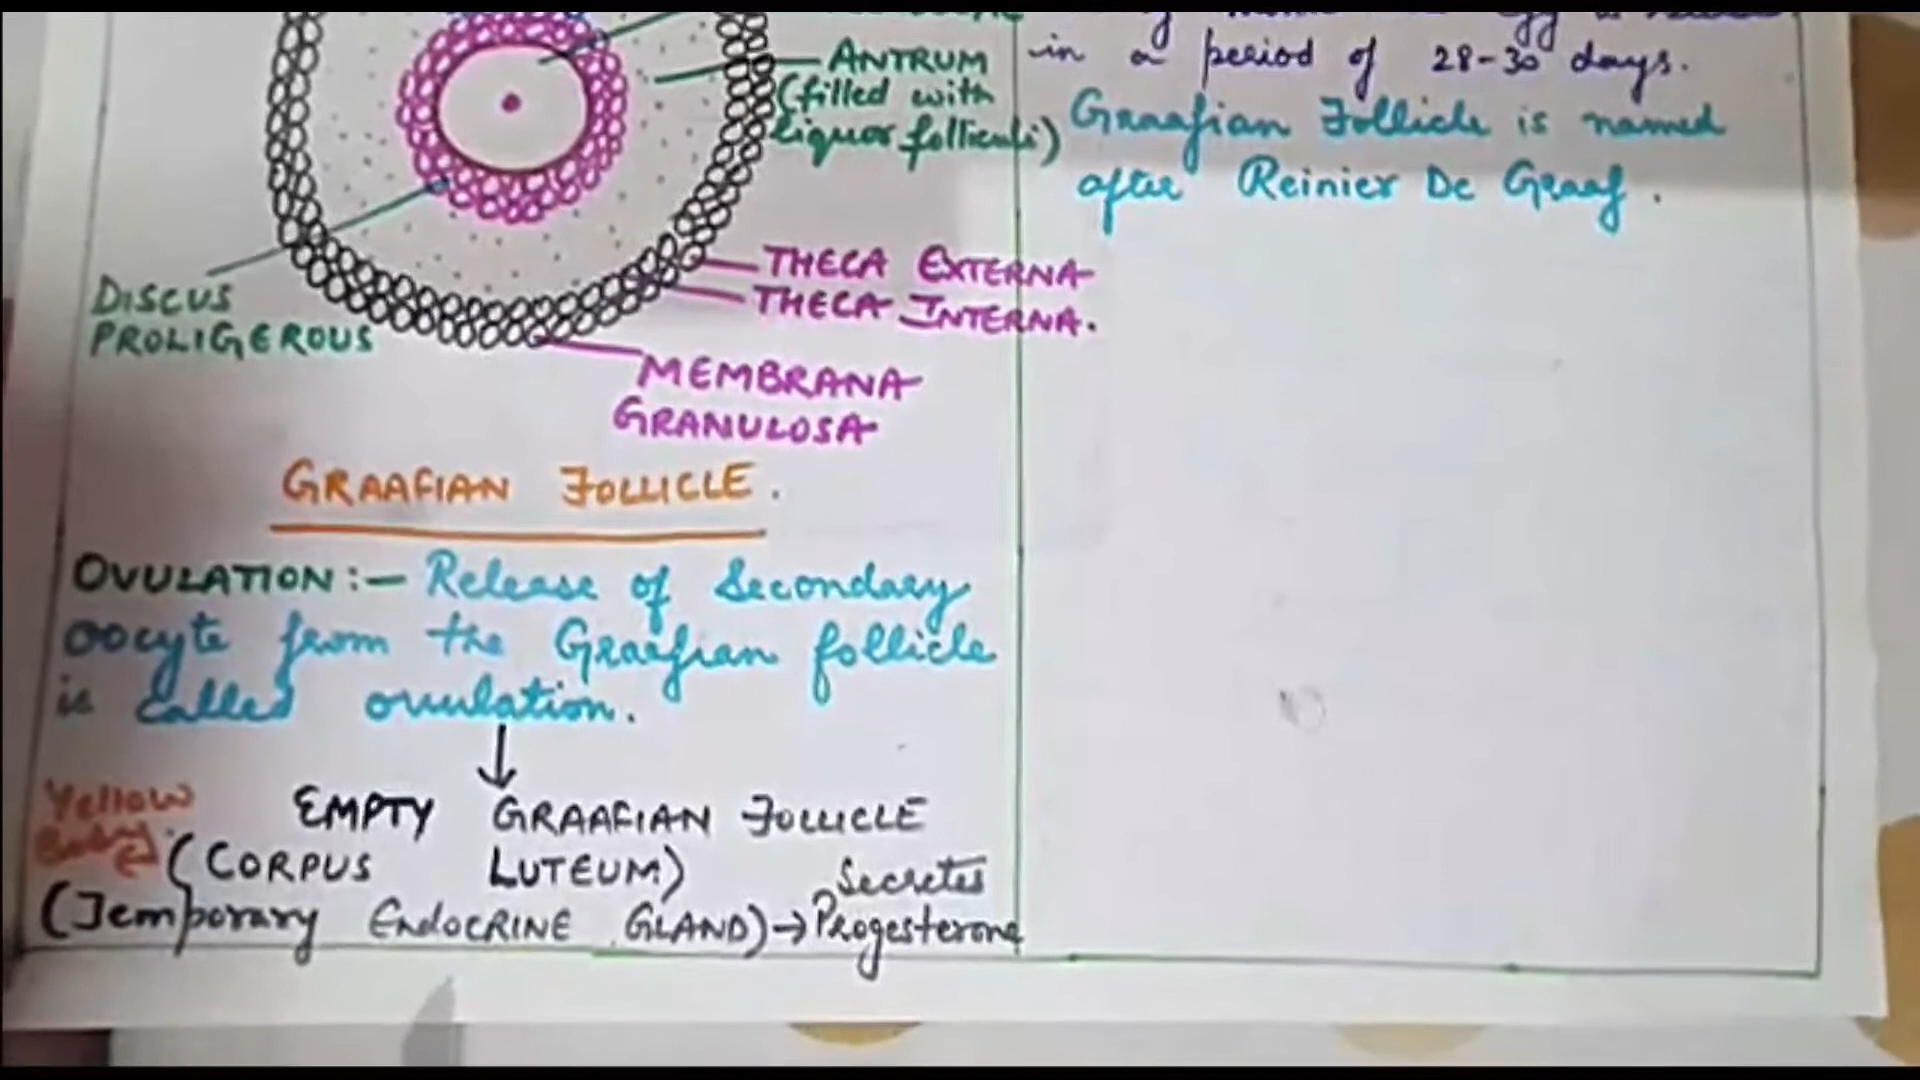 in a period of 28-30 days.
Graafian Follicle is named
after Reinier De Graaf.
ANTRUM
(filled with
liquor folliculi)
THECA EXTERNA
THECA INTERNA.
DISCUS
PROLIGEROUS
MEMBRANA
GRANULOSA
GRAAFIAN FOLLICLE.
OVULATION:- Release of Secondary
oocyte from the Graafian follicle
is called ovulation.
↓
EMPTY GRAAFIAN FOLLICLE
Yellow
Body
(CORPUS LUTEUM)
Secretes
(Temporary ENDOCRINE GLAND)→Progesterone